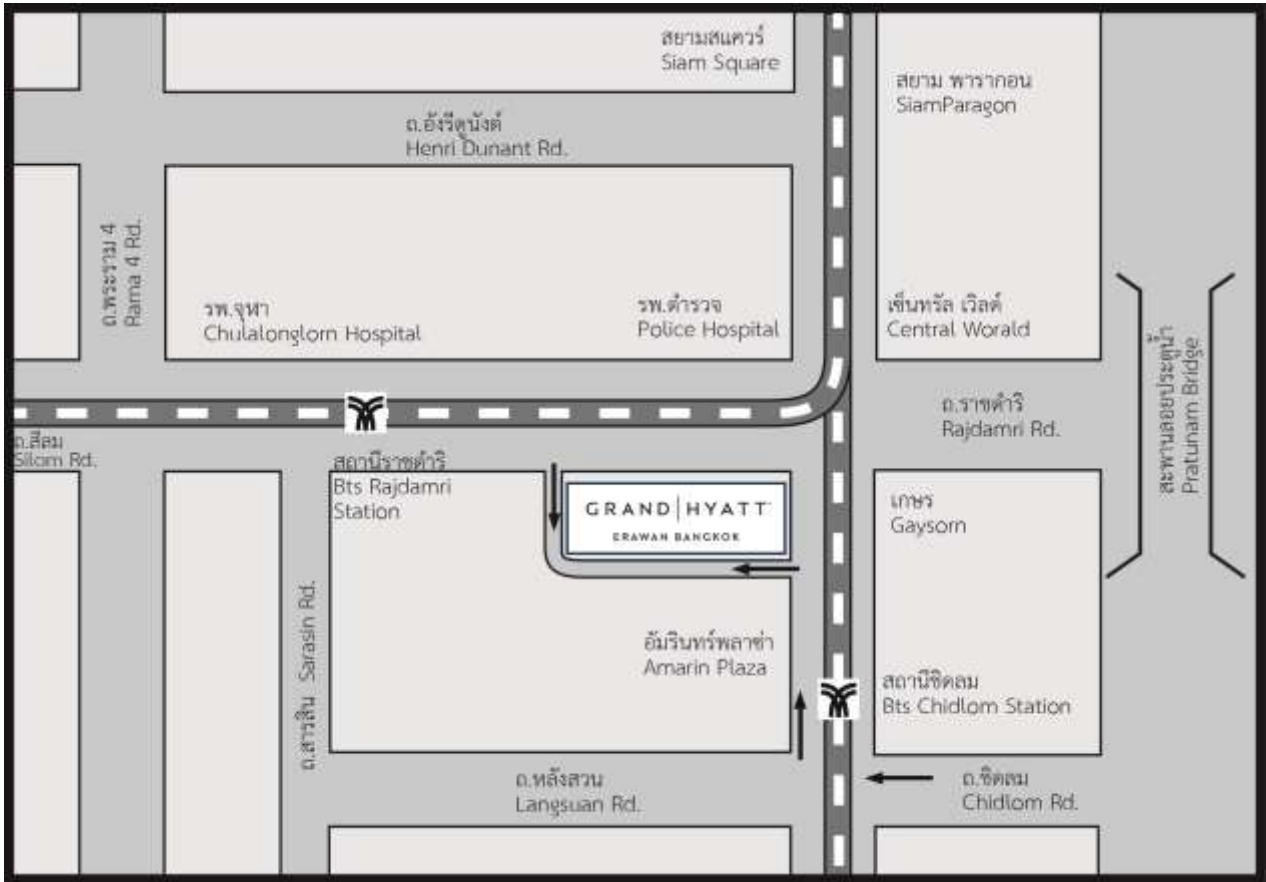 สยามสแควร์
Siam Square
สยาม พารากอน
SiamParagon
ถ.อังรีดูนังต์
Henri Dunant Rd.
ถ.พระราม 4
Rama 4 Rd.
รพ.จุฬา
Chulalonglorn Hospital
รพ.ตำรวจ
Police Hospital
เซ็นทรัล เวิลด์
Central Worald
สะพานลอยประตูน้ำ
Pratunam Bridge
ถ.ราชดำริ
Rajdamri Rd.
ถ.สีลม
Silom Rd.
สถานีราชดำริ
Bts Rajdamri
Station
GRAND|HYATT
ERAWAN BANGKOK
เกษร
Gaysorn
ถ.สารสิน Sarasin Rd.
อัมรินทร์พลาซ่า
Amarin Plaza
สถานีชิดลม
Bts Chidlom Station
ถ.หลังสวน
Langsuan Rd.
ถ.ชิดลม
Chidlom Rd.